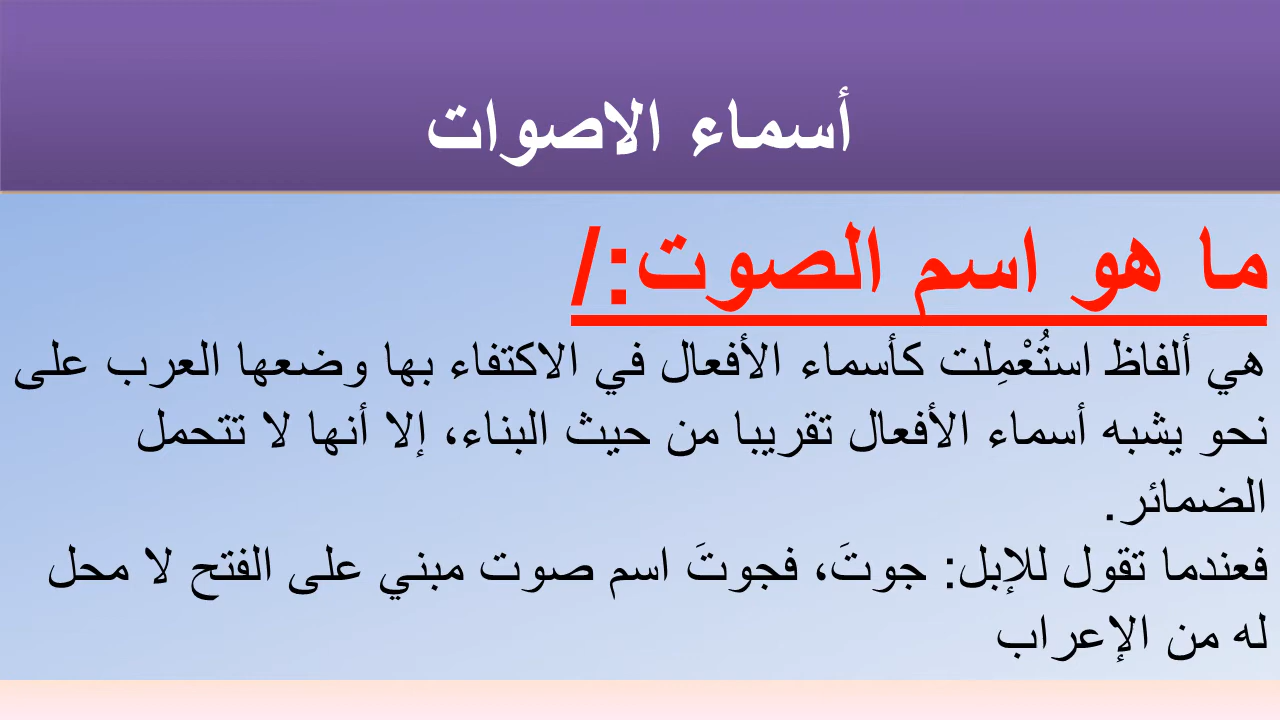 أسماء الاصوات
ما هو اسم الصوت:/
هي ألفاظ استُعْمِلت كأسماء الأفعال في الاكتفاء بها وضعها العرب على
نحو يشبه أسماء الأفعال تقريبا من حيث البناء، إلا أنها لا تتحمل
الضمائر.
فعندما تقول للإبل: جوتَ، فجوتَ اسم صوت مبني على الفتح لا محل
له من الإعراب